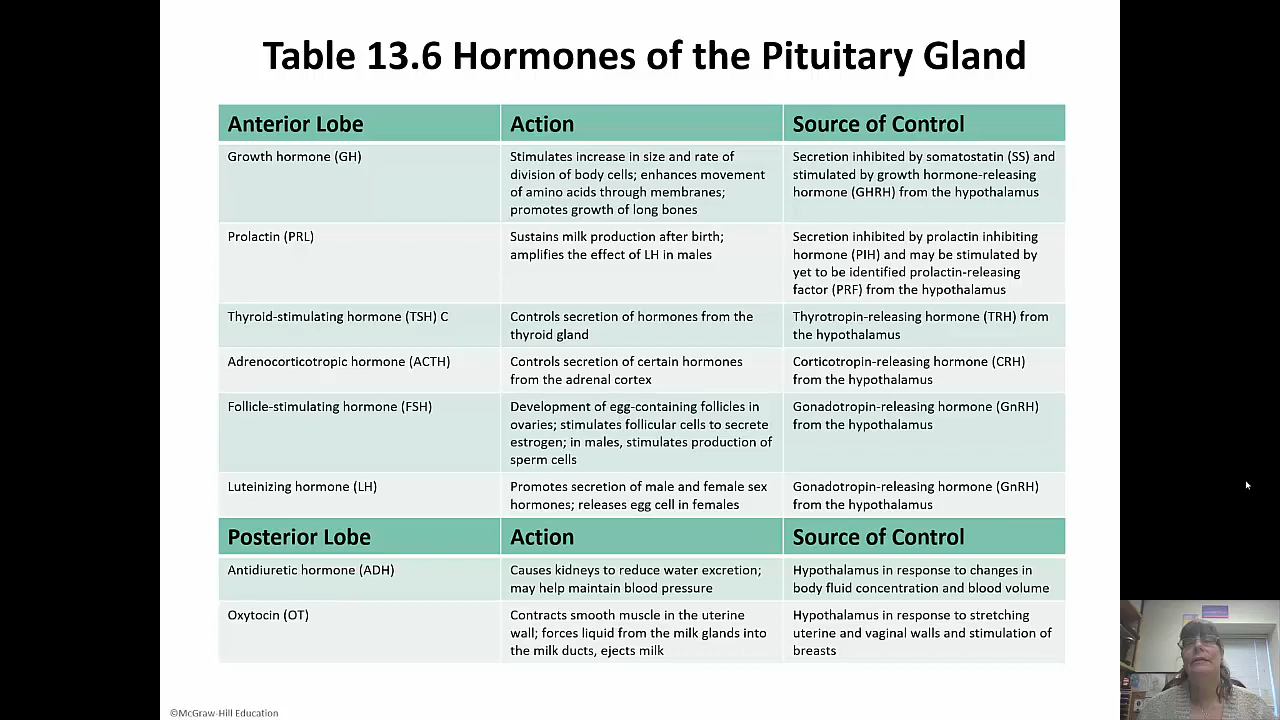 Table 13.6 Hormones of the Pituitary Gland
Anterior Lobe
Action
Source of Control
Growth hormone (GH)
Stimulates increase in size and rate of
division of body cells; enhances movement
of amino acids through membranes;
promotes growth of long bones
Secretion inhibited by somatostatin (SS) and
stimulated by growth hormone-releasing
hormone (GHRH) from the hypothalamus
Prolactin (PRL)
Sustains milk production after birth;
amplifies the effect of LH in males
Secretion inhibited by prolactin inhibiting
hormone (PIH) and may be stimulated by
yet to be identified prolactin-releasing
factor (PRF) from the hypothalamus
Thyroid-stimulating hormone (TSH) C
Controls secretion of hormones from the
thyroid gland
Thyrotropin-releasing hormone (TRH) from
the hypothalamus
Adrenocorticotropic hormone (ACTH)
Controls secretion of certain hormones
from the adrenal cortex
Corticotropin-releasing hormone (CRH)
from the hypothalamus
Follicle-stimulating hormone (FSH)
Development of egg-containing follicles in
ovaries; stimulates follicular cells to secrete
estrogen; in males, stimulates production of
sperm cells
Gonadotropin-releasing hormone (GnRH)
from the hypothalamus
Luteinizing hormone (LH)
Promotes secretion of male and female sex
hormones; releases egg cell in females
Gonadotropin-releasing hormone (GnRH)
from the hypothalamus
Posterior Lobe
Action
Source of Control
Antidiuretic hormone (ADH)
Causes kidneys to reduce water excretion;
may help maintain blood pressure
Hypothalamus in response to changes in
body fluid concentration and blood volume
Oxytocin (OT)
Contracts smooth muscle in the uterine
wall; forces liquid from the milk glands into
the milk ducts, ejects milk
Hypothalamus in response to stretching
uterine and vaginal walls and stimulation of
breasts
©McGraw-Hill Education